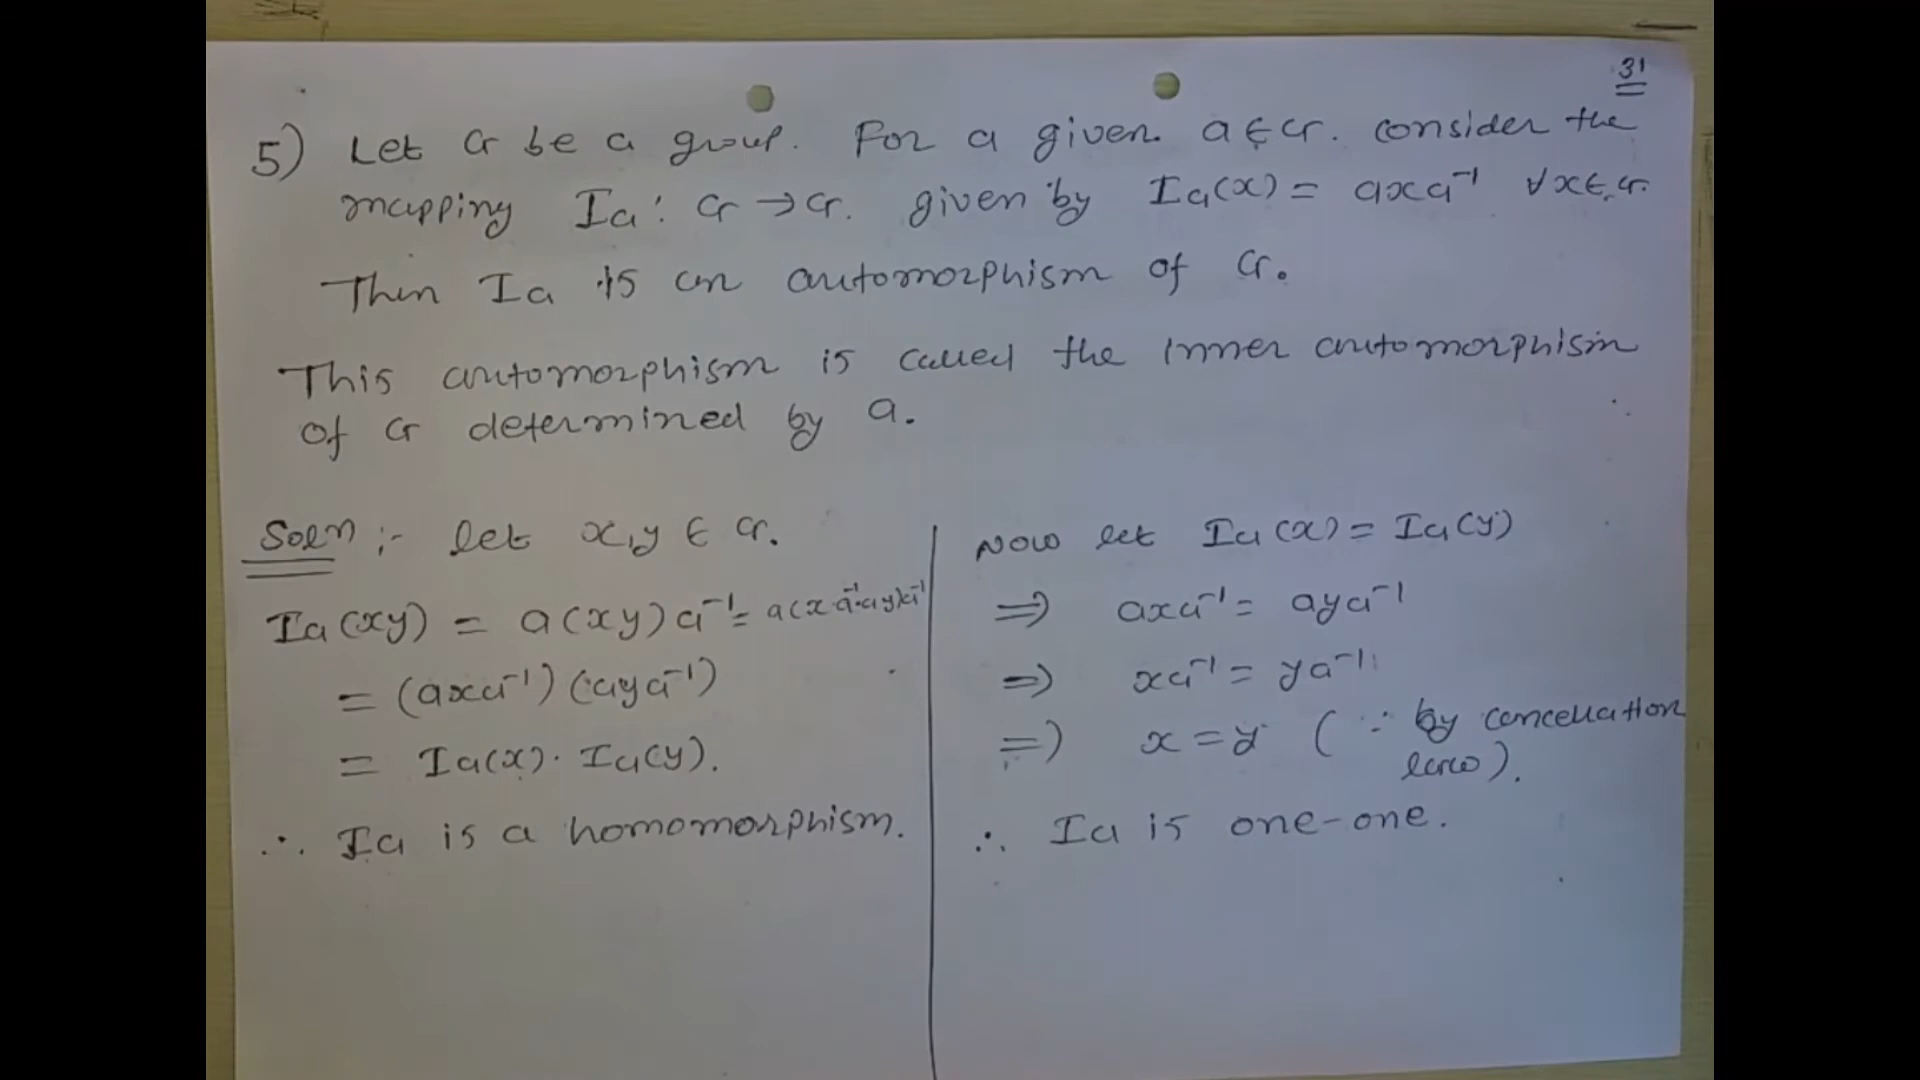 31
5) Let G be a group. For a given a ∈ G. consider the
mapping Ia : G → G. given by Ia(x) = axa⁻¹ ∀x∈G.
Then Ia is an automorphism of G.
This automorphism is called the inner automorphism
of G determined by a.
Soln :- let x,y ∈ G.
Ia(xy) = a(xy)a⁻¹ = a(x a⁻¹·ay)a⁻¹
= (axa⁻¹)(aya⁻¹)
= Ia(x)·Ia(y).
∴ Ia is a homomorphism.
Now let Ia(x) = Ia(y)
⇒ axa⁻¹ = aya⁻¹
⇒ xa⁻¹ = ya⁻¹
⇒ x = y (∵ by cancellation
law).
∴ Ia is one-one.